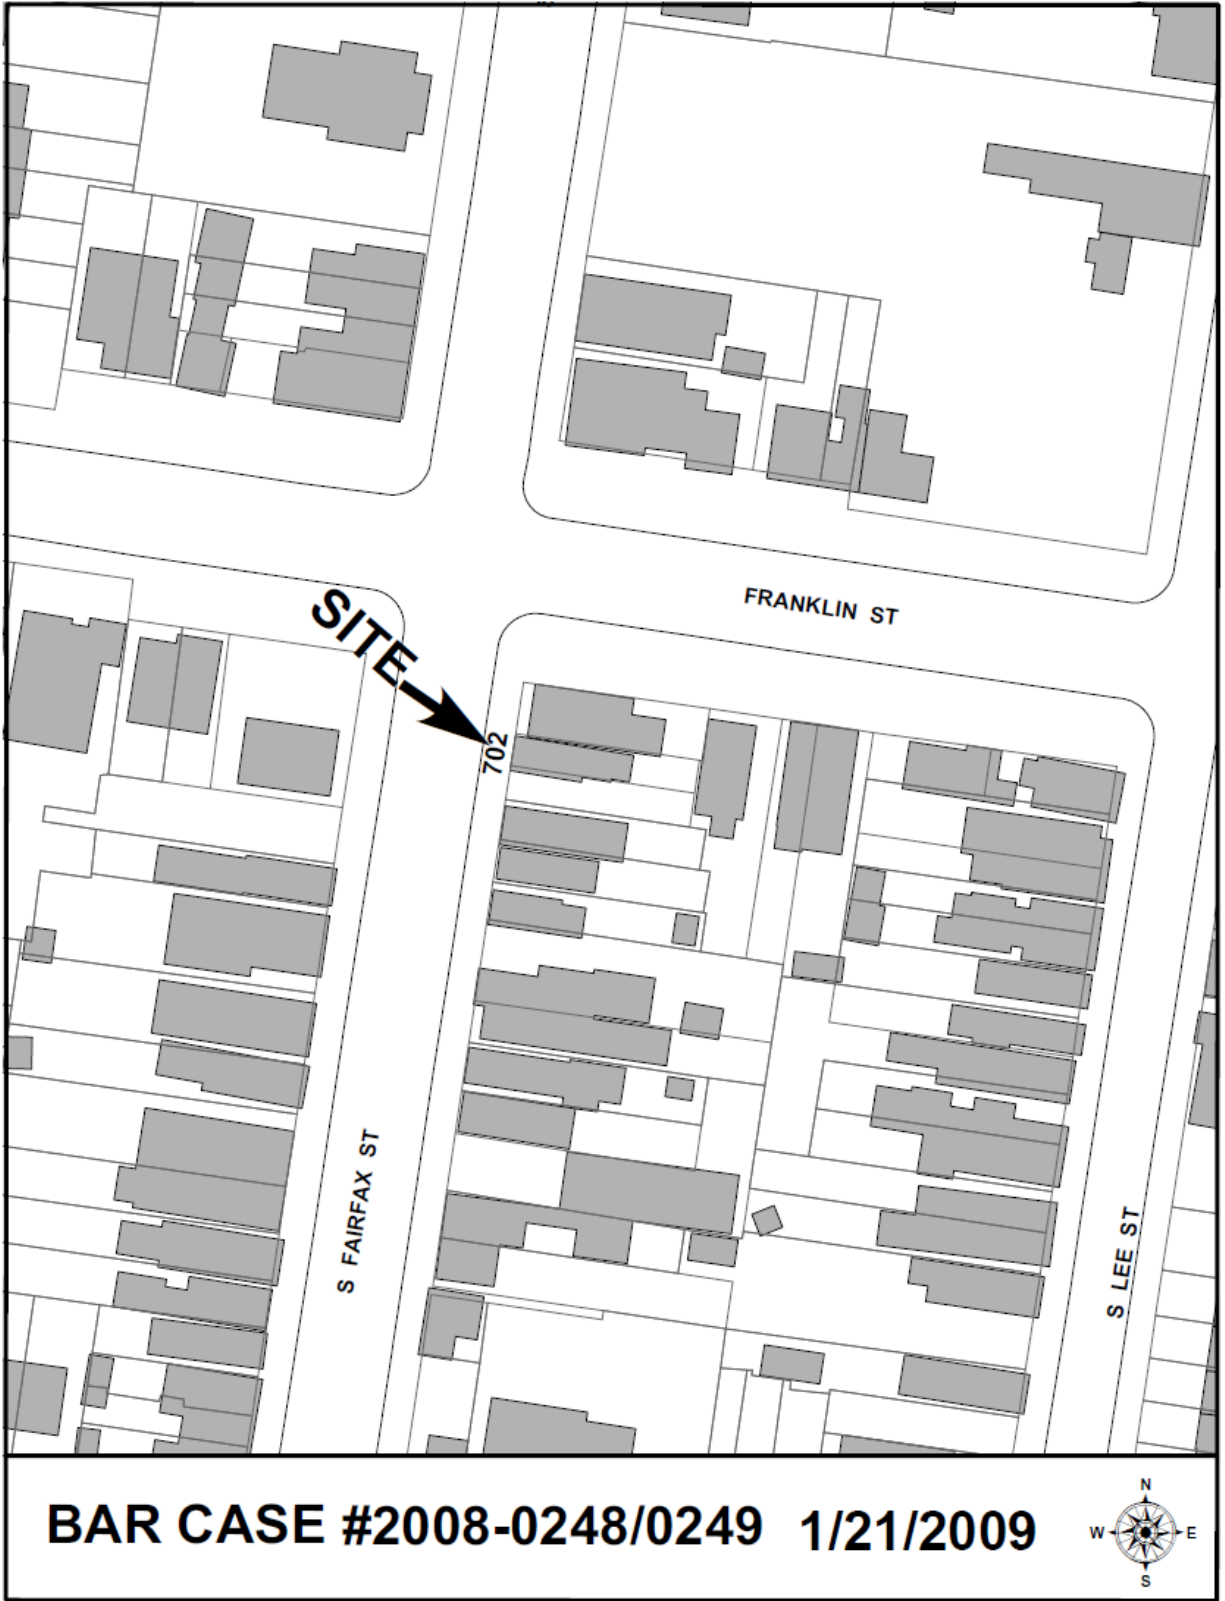 FRANKLIN ST
SITE
702
S FAIRFAX ST
S LEE ST
BAR CASE #2008-0248/0249 1/21/2009
N
W E
S